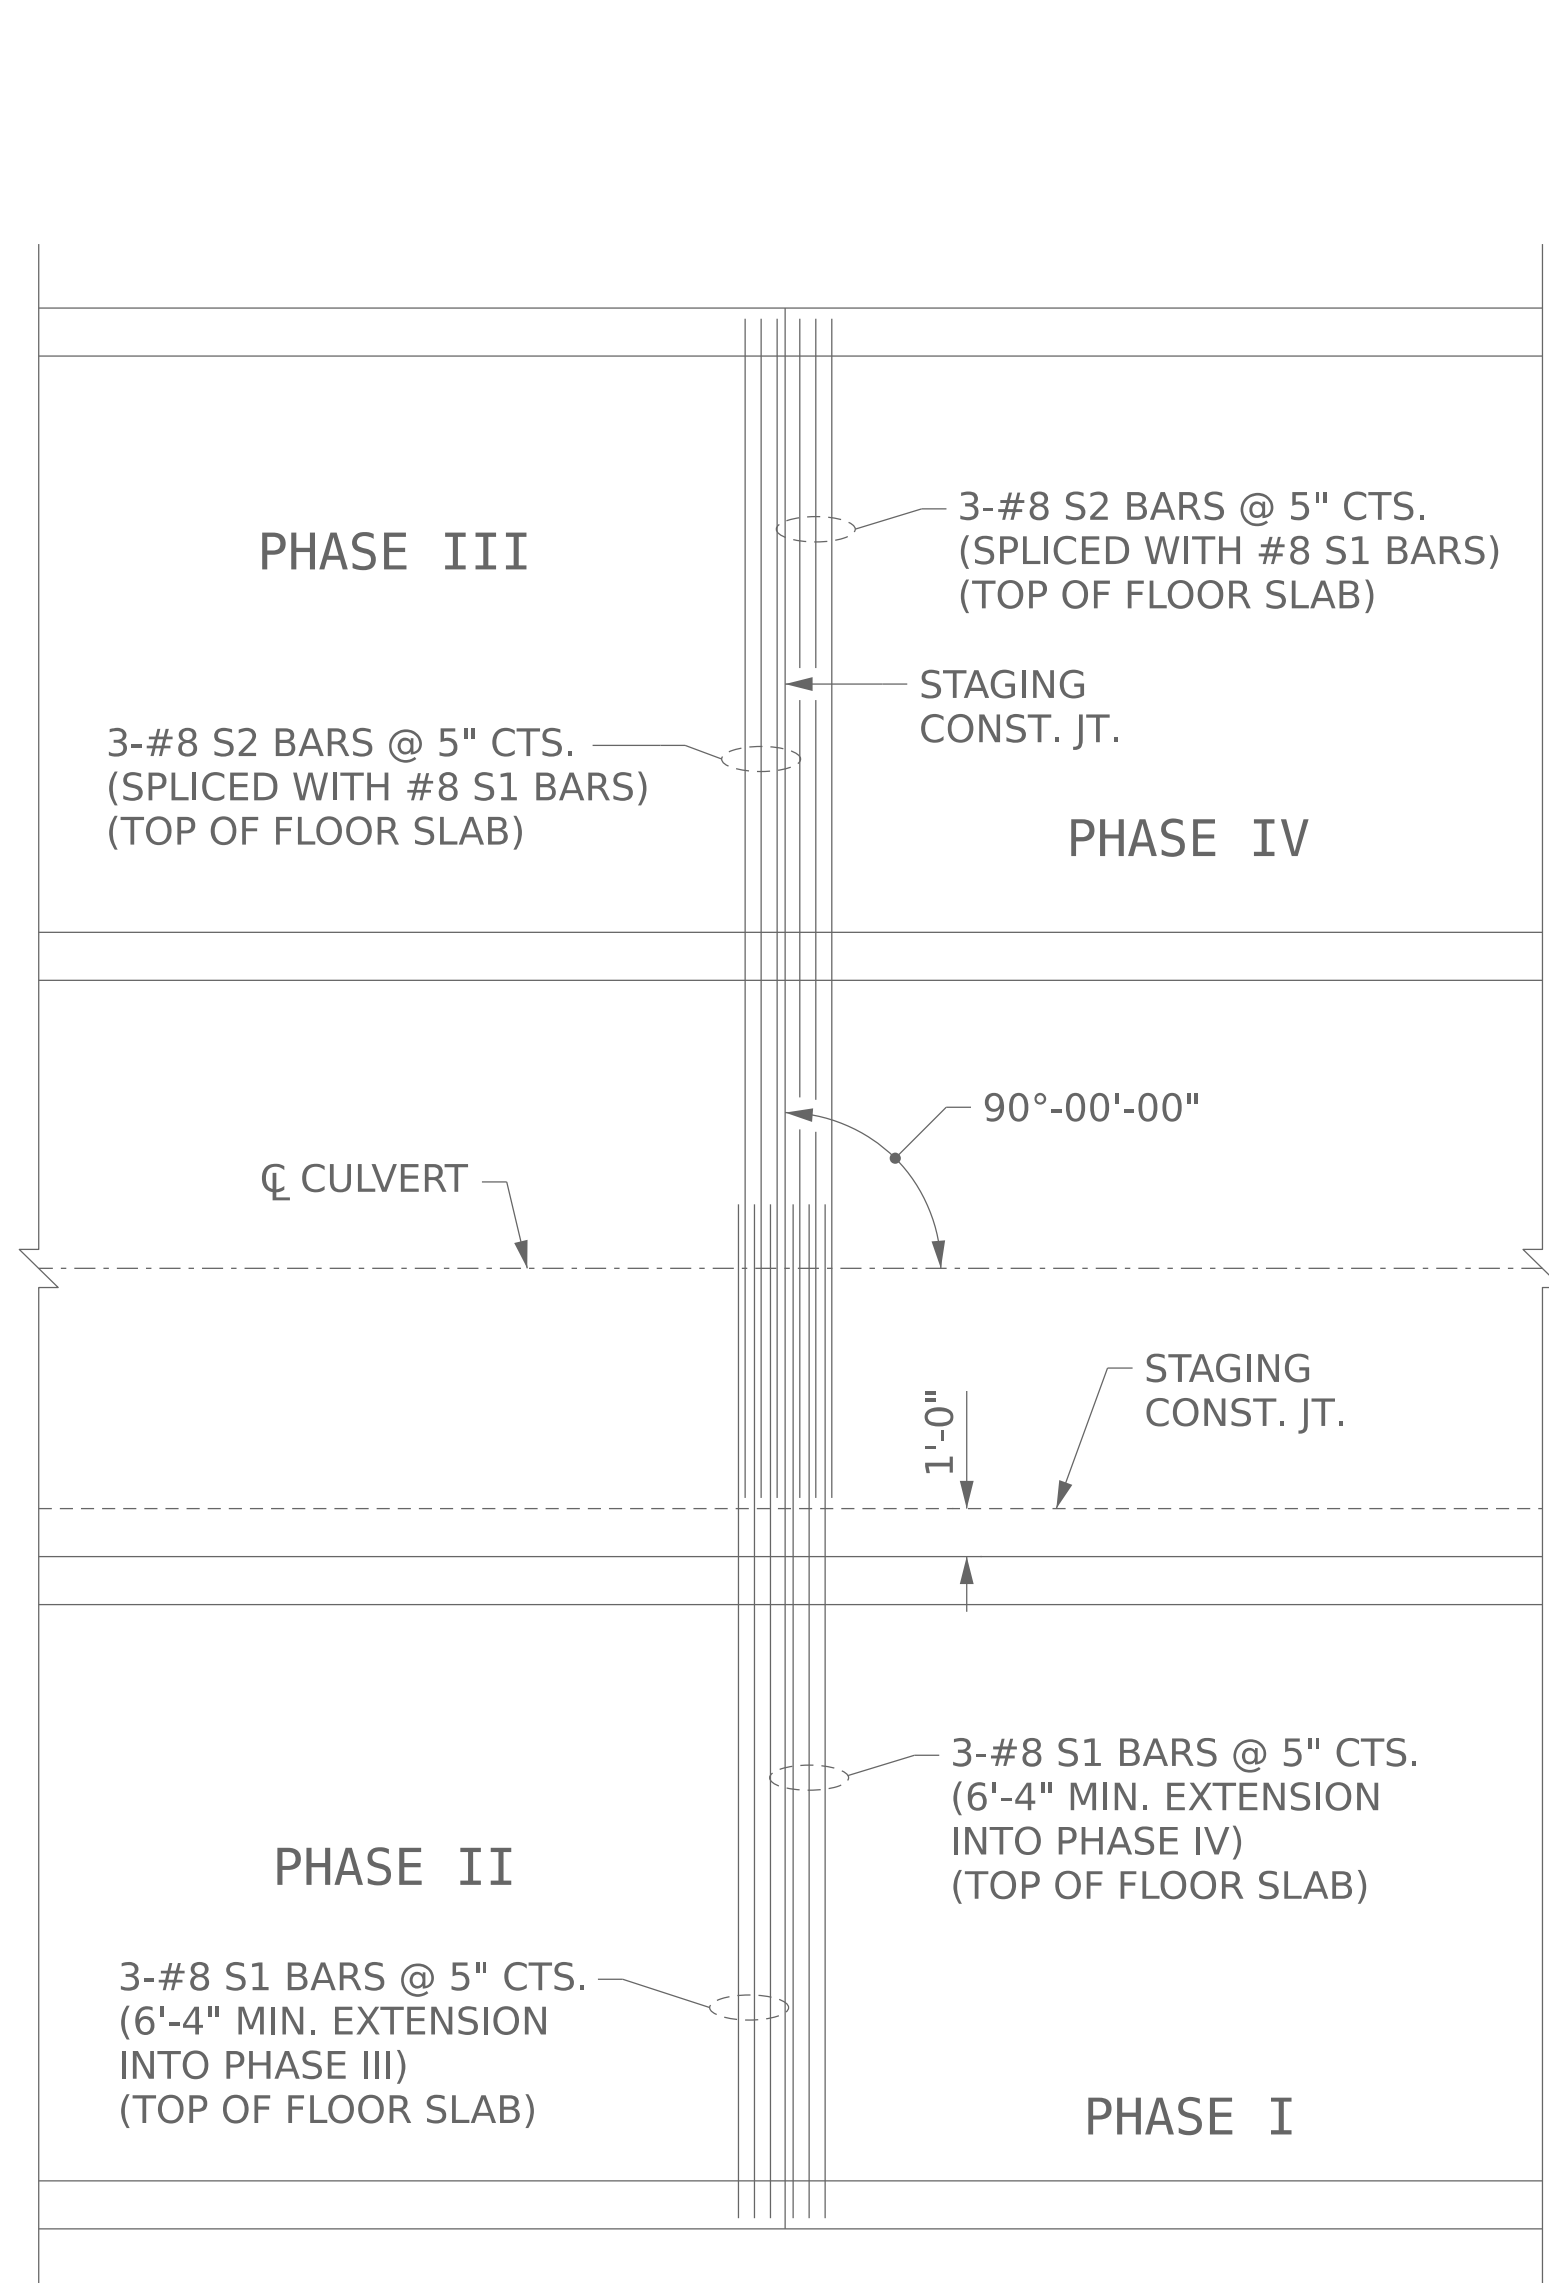 3-#8 S2 BARS @ 5" CTS.
(SPLICED WITH #8 S1 BARS)
(TOP OF FLOOR SLAB)
PHASE III
STAGING
CONST. JT.
3-#8 S2 BARS @ 5" CTS.
(SPLICED WITH #8 S1 BARS)
(TOP OF FLOOR SLAB)
PHASE IV
90°-00'-00"
℄ CULVERT
STAGING
CONST. JT.
1'-0"
3-#8 S1 BARS @ 5" CTS.
(6'-4" MIN. EXTENSION
INTO PHASE IV)
(TOP OF FLOOR SLAB)
PHASE II
3-#8 S1 BARS @ 5" CTS.
(6'-4" MIN. EXTENSION
INTO PHASE III)
(TOP OF FLOOR SLAB)
PHASE I